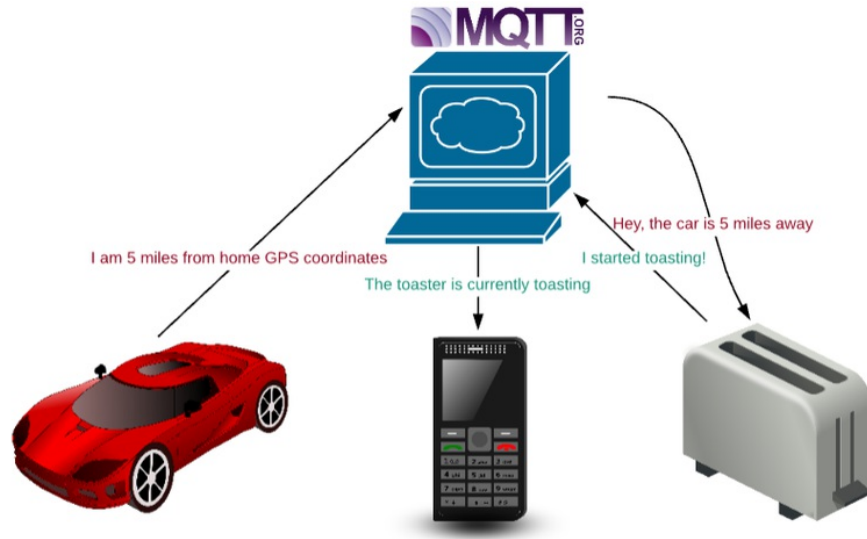 MQTT.ORG
Hey, the car is 5 miles away
I am 5 miles from home GPS coordinates
I started toasting!
The toaster is currently toasting